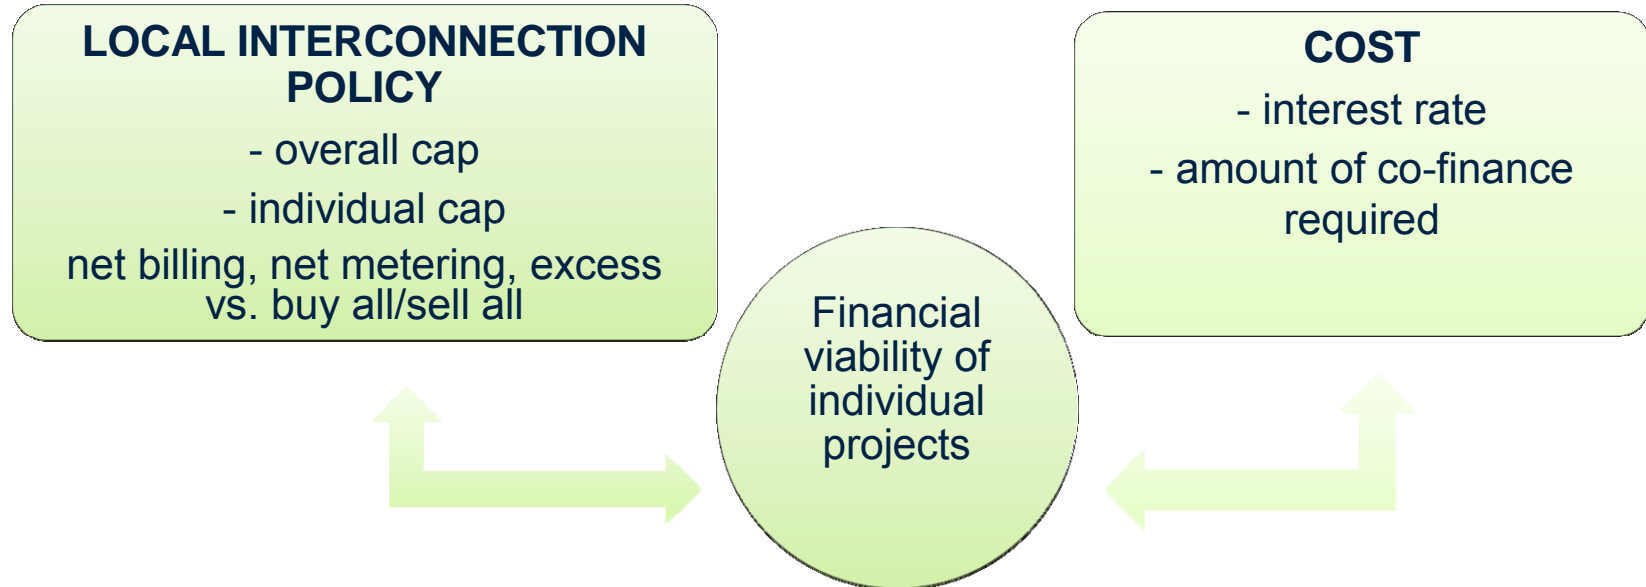 LOCAL INTERCONNECTION
POLICY
- overall cap
- individual cap
net billing, net metering, excess
vs. buy all/sell all
COST
- interest rate
- amount of co-finance
required
Financial
viability of
individual
projects